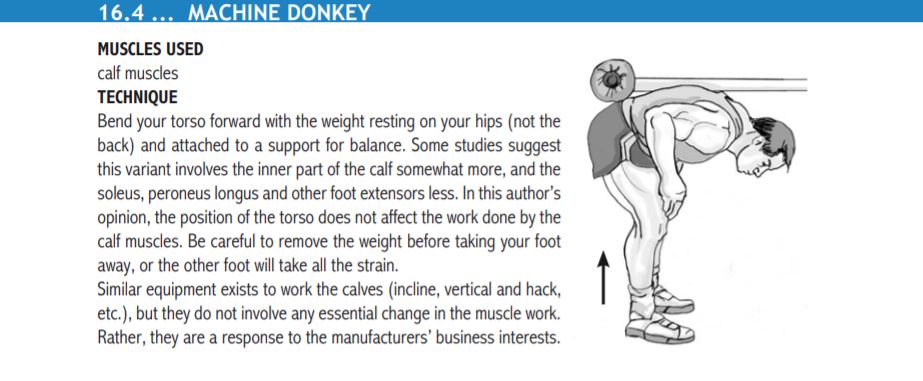 16.4 ... MACHINE DONKEY
MUSCLES USED
calf muscles
TECHNIQUE
Bend your torso forward with the weight resting on your hips (not the
back) and attached to a support for balance. Some studies suggest
this variant involves the inner part of the calf somewhat more, and the
soleus, peroneus longus and other foot extensors less. In this author's
opinion, the position of the torso does not affect the work done by the
calf muscles. Be careful to remove the weight before taking your foot
away, or the other foot will take all the strain.
Similar equipment exists to work the calves (incline, vertical and hack,
etc.), but they do not involve any essential change in the muscle work.
Rather, they are a response to the manufacturers' business interests.